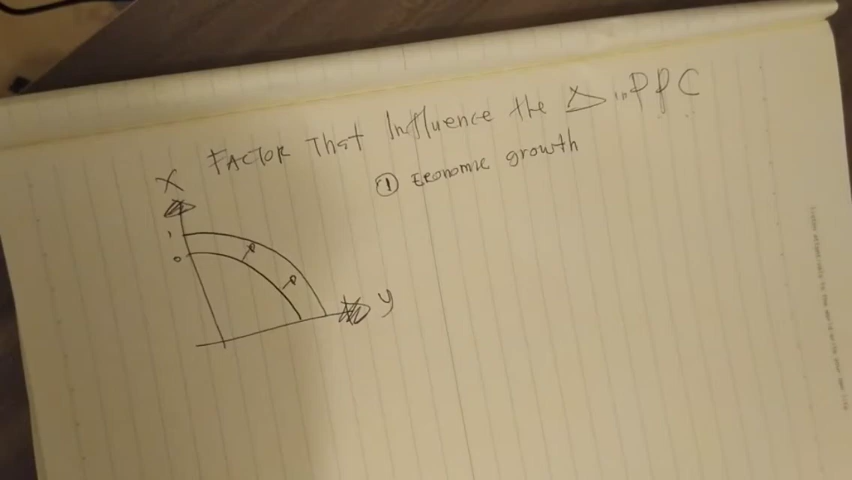 FACTOR That Influence the Δ in PPC
① Economic growth
X
1
0
y